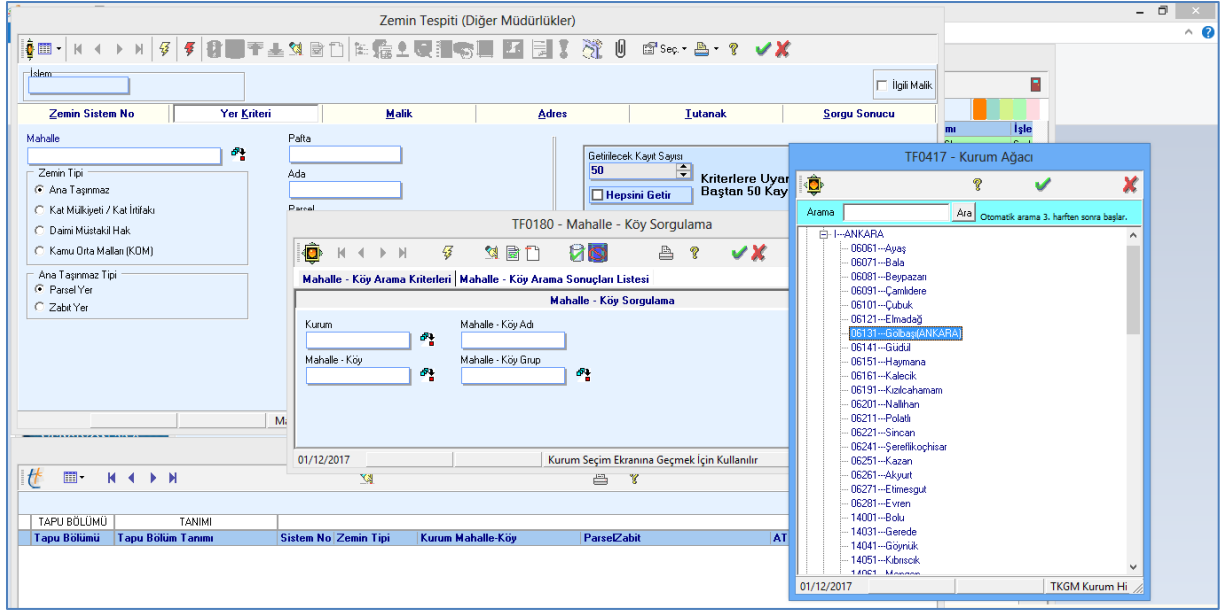 Zemin Tespiti (Diğer Müdürlükler)
Seç.
İşlem
İlgili Malik
Zemin Sistem No
Yer Kriteri
Malik
Adres
Tutanak
Sorgu Sonucu
Mahalle
Pafta
Ada
Parsel
Zemin Tipi
Ana Taşınmaz
Kat Mülkiyeti / Kat İrtifakı
Daimi Müstakil Hak
Kamu Orta Malları (KOM)
Ana Taşınmaz Tipi
Parsel Yer
Zabıt Yer
Getirilecek Kayıt Sayısı
50
Hepsini Getir
Kriterlere Uyar
Baştan 50 Kay
İşle
TF0180 - Mahalle - Köy Sorgulama
Mahalle - Köy Arama Kriterleri
Mahalle - Köy Arama Sonuçları Listesi
Mahalle - Köy Sorgulama
Kurum
Mahalle - Köy Adı
Mahalle - Köy
Mahalle - Köy Grup
01/12/2017
Kurum Seçim Ekranına Geçmek İçin Kullanılır
TF0417 - Kurum Ağacı
Arama
Ara
Otomatik arama 3. harften sonra başlar.
I---ANKARA
06061---Ayaş
06071---Bala
06081---Beypazarı
06091---Çamlıdere
06101---Çubuk
06121---Elmadağ
06131---Gölbaşı(ANKARA)
06141---Güdül
06151---Haymana
06161---Kalecik
06191---Kızılcahamam
06201---Nallıhan
06211---Polatlı
06221---Sincan
06241---Şereflikoçhisar
06251---Kazan
06261---Akyurt
06271---Etimesgut
06281---Evren
14001---Bolu
14031---Gerede
14041---Göynük
14051---Kıbrıscık
01/12/2017
TKGM Kurum Hi
TAPU BÖLÜMÜ
TANIMI
Tapu Bölümü
Tapu Bölüm Tanımı
Sistem No
Zemin Tipi
Kurum Mahalle-Köy
ParselZabit
AT